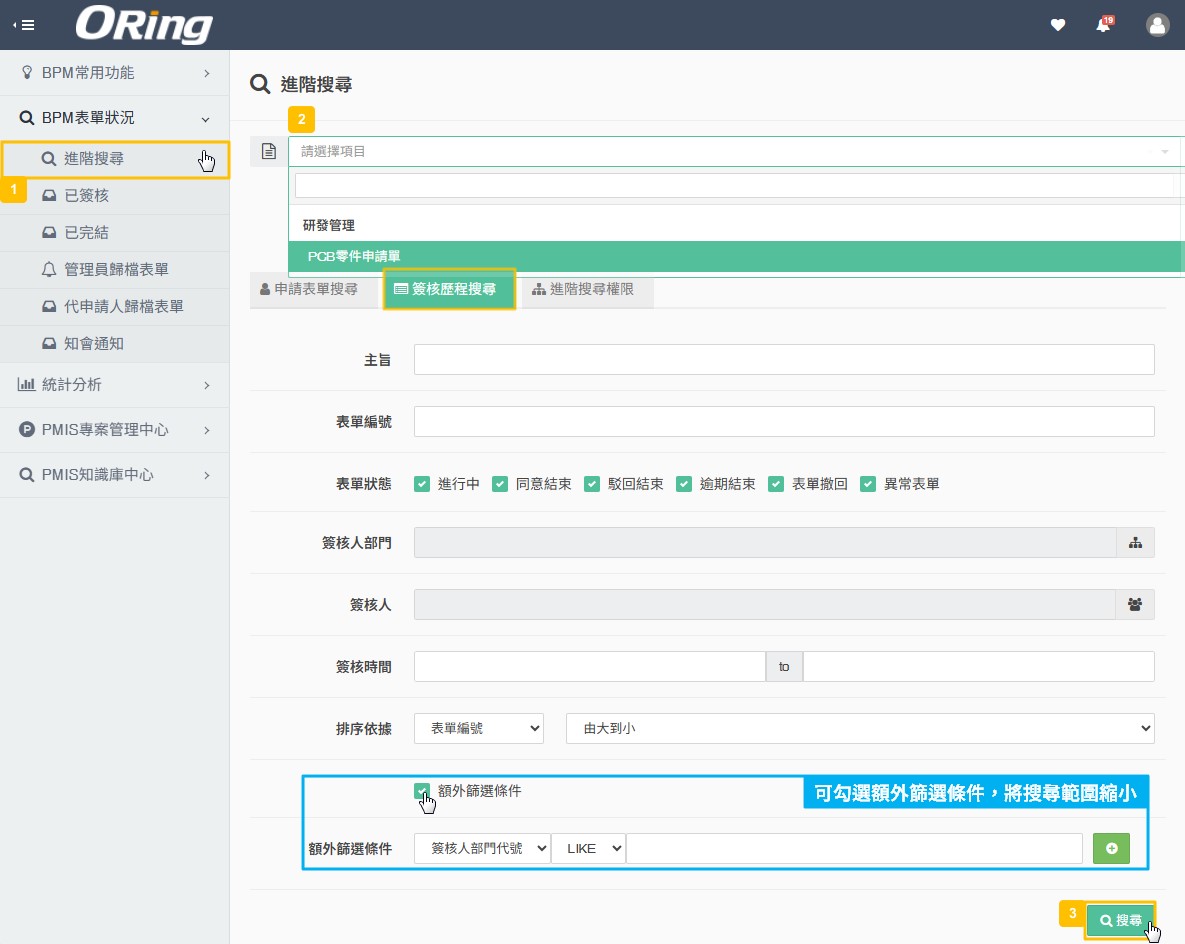 ORing
19
BPM常用功能
BPM表單狀況
進階搜尋
1
已簽核
已完結
管理員歸檔表單
代申請人歸檔表單
知會通知
統計分析
PMIS專案管理中心
PMIS知識庫中心
進階搜尋
2
請選擇項目
研發管理
PCB零件申請單
申請表單搜尋
簽核歷程搜尋
進階搜尋權限
主旨
表單編號
表單狀態 進行中 同意結束 駁回結束 逾期結束 表單撤回 異常表單
簽核人部門
簽核人
簽核時間 to
排序依據 表單編號 由大到小
額外篩選條件
可勾選額外篩選條件，將搜尋範圍縮小
額外篩選條件 簽核人部門代號 LIKE
3
搜尋